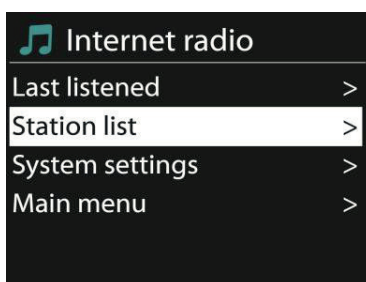 Internet radio
Last listened >
Station list >
System settings >
Main menu >